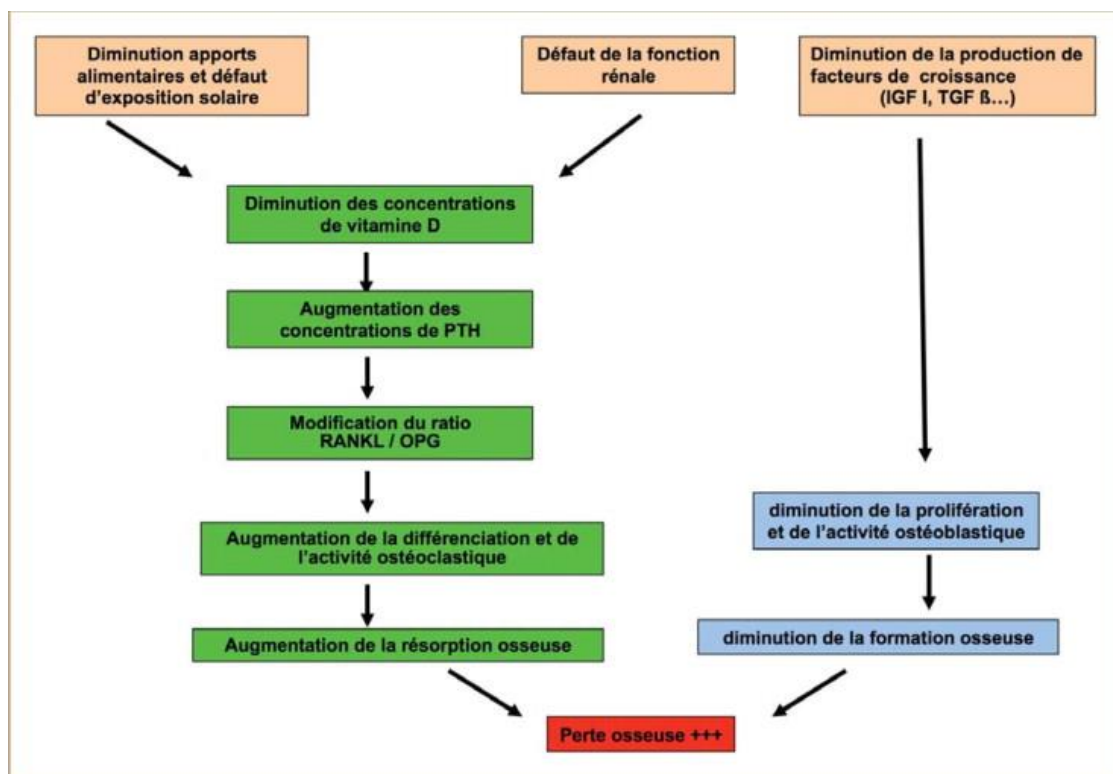 Diminution apports
alimentaires et défaut
d'exposition solaire
Défaut de la fonction
rénale
Diminution de la production de
facteurs de croissance
(IGF I, TGF ß...)
Diminution des concentrations
de vitamine D
Augmentation des
concentrations de PTH
Modification du ratio
RANKL / OPG
Augmentation de la différenciation et de
l'activité ostéoclastique
Augmentation de la résorption osseuse
diminution de la prolifération
et de l'activité ostéoblastique
diminution de la formation osseuse
Perte osseuse +++